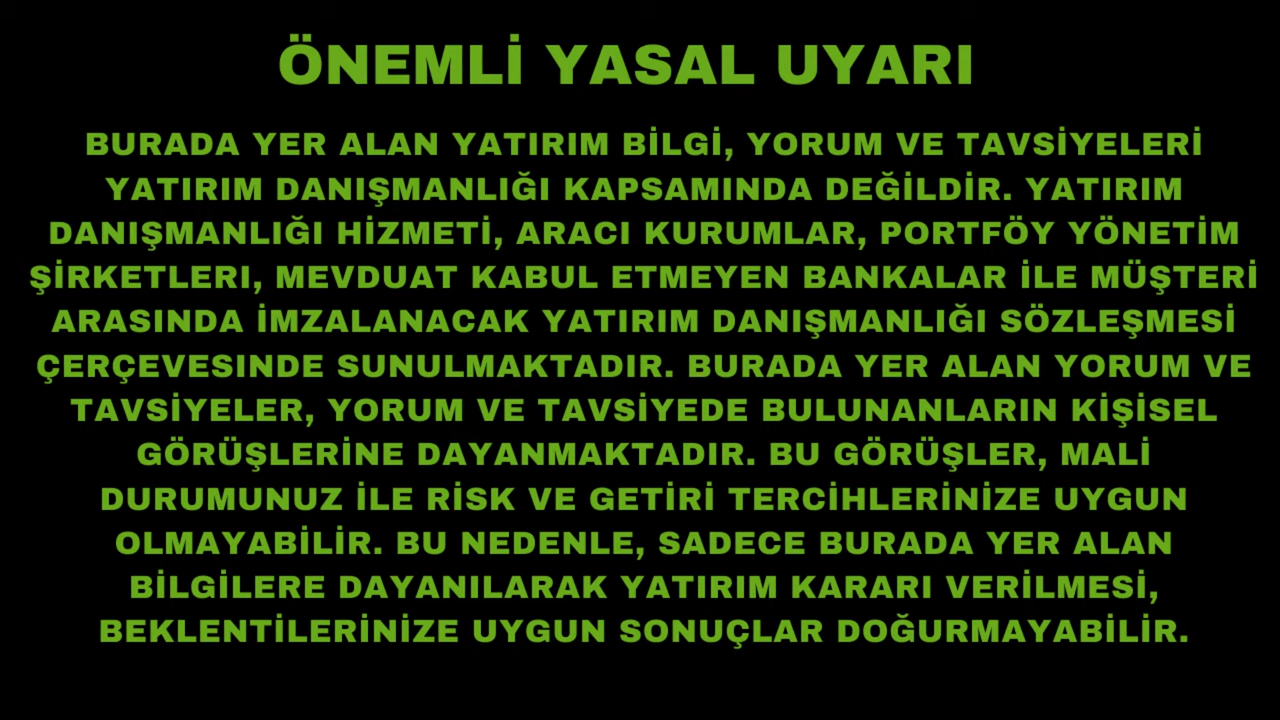 ÖNEMLİ YASAL UYARI
BURADA YER ALAN YATIRIM BİLGİ, YORUM VE TAVSİYELERİ
YATIRIM DANIŞMANLIĞI KAPSAMINDA DEĞİLDİR. YATIRIM
DANIŞMANLIĞI HİZMETİ, ARACI KURUMLAR, PORTFÖY YÖNETİM
ŞİRKETLERI, MEVDUAT KABUL ETMEYEN BANKALAR İLE MÜŞTERİ
ARASINDA İMZALANACAK YATIRIM DANIŞMANLIĞI SÖZLEŞMESİ
ÇERÇEVESINDE SUNULMAKTADIR. BURADA YER ALAN YORUM VE
TAVSİYELER, YORUM VE TAVSİYEDE BULUNANLARIN KİŞİSEL
GÖRÜŞLERİNE DAYANMAKTADIR. BU GÖRÜŞLER, MALİ
DURUMUNUZ İLE RİSK VE GETİRİ TERCİHLERİNİZE UYGUN
OLMAYABİLİR. BU NEDENLE, SADECE BURADA YER ALAN
BİLGİLERE DAYANILARAK YATIRIM KARARI VERİLMESİ,
BEKLENTİLERİNİZE UYGUN SONUÇLAR DOĞURMAYABİLİR.